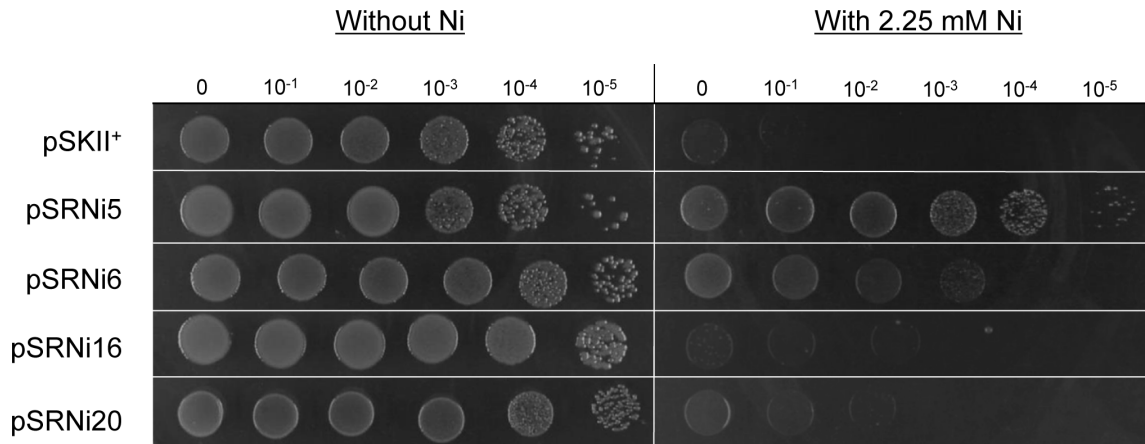 Without Ni With 2.25 mM Ni
0 10⁻¹ 10⁻² 10⁻³ 10⁻⁴ 10⁻⁵ 0 10⁻¹ 10⁻² 10⁻³ 10⁻⁴ 10⁻⁵
pSKII⁺
pSRNi5
pSRNi6
pSRNi16
pSRNi20